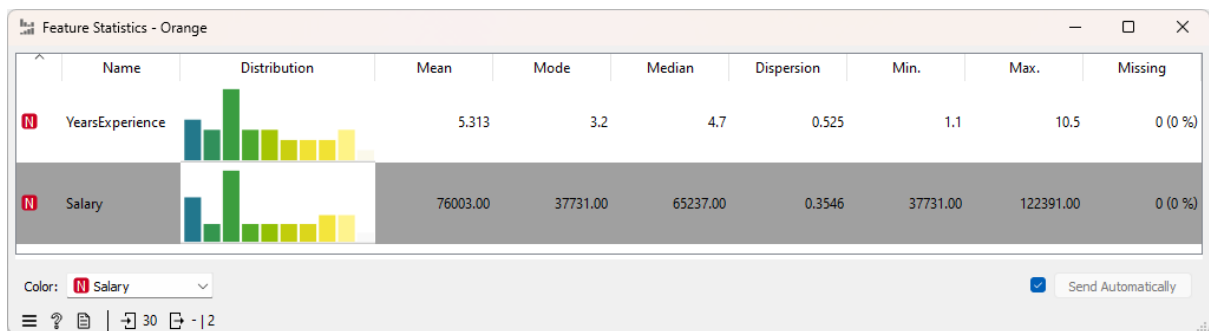 Feature Statistics - Orange
Name Distribution Mean Mode Median Dispersion Min. Max. Missing
N YearsExperience 5.313 3.2 4.7 0.525 1.1 10.5 0 (0 %)
N Salary 76003.00 37731.00 65237.00 0.3546 37731.00 122391.00 0 (0 %)
Color: N Salary Send Automatically
? 30 - | 2